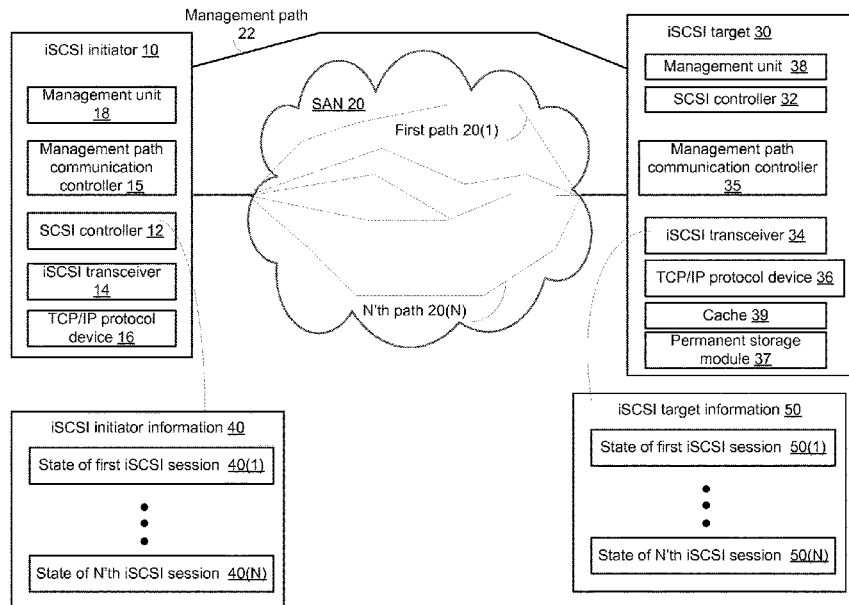 Management path
22
iSCSI initiator 10
Management unit
18
Management path
communication
controller 15
SCSI controller 12
iSCSI transceiver
14
TCP/IP protocol
device 16
SAN 20
First path 20(1)
N'th path 20(N)
iSCSI target 30
Management unit 38
SCSI controller 32
Management path
communication controller
35
iSCSI transceiver 34
TCP/IP protocol device 36
Cache 39
Permanent storage
module 37
iSCSI initiator information 40
State of first iSCSI session 40(1)
State of N'th iSCSI session 40(N)
iSCSI target information 50
State of first iSCSI session 50(1)
State of N'th iSCSI session 50(N)